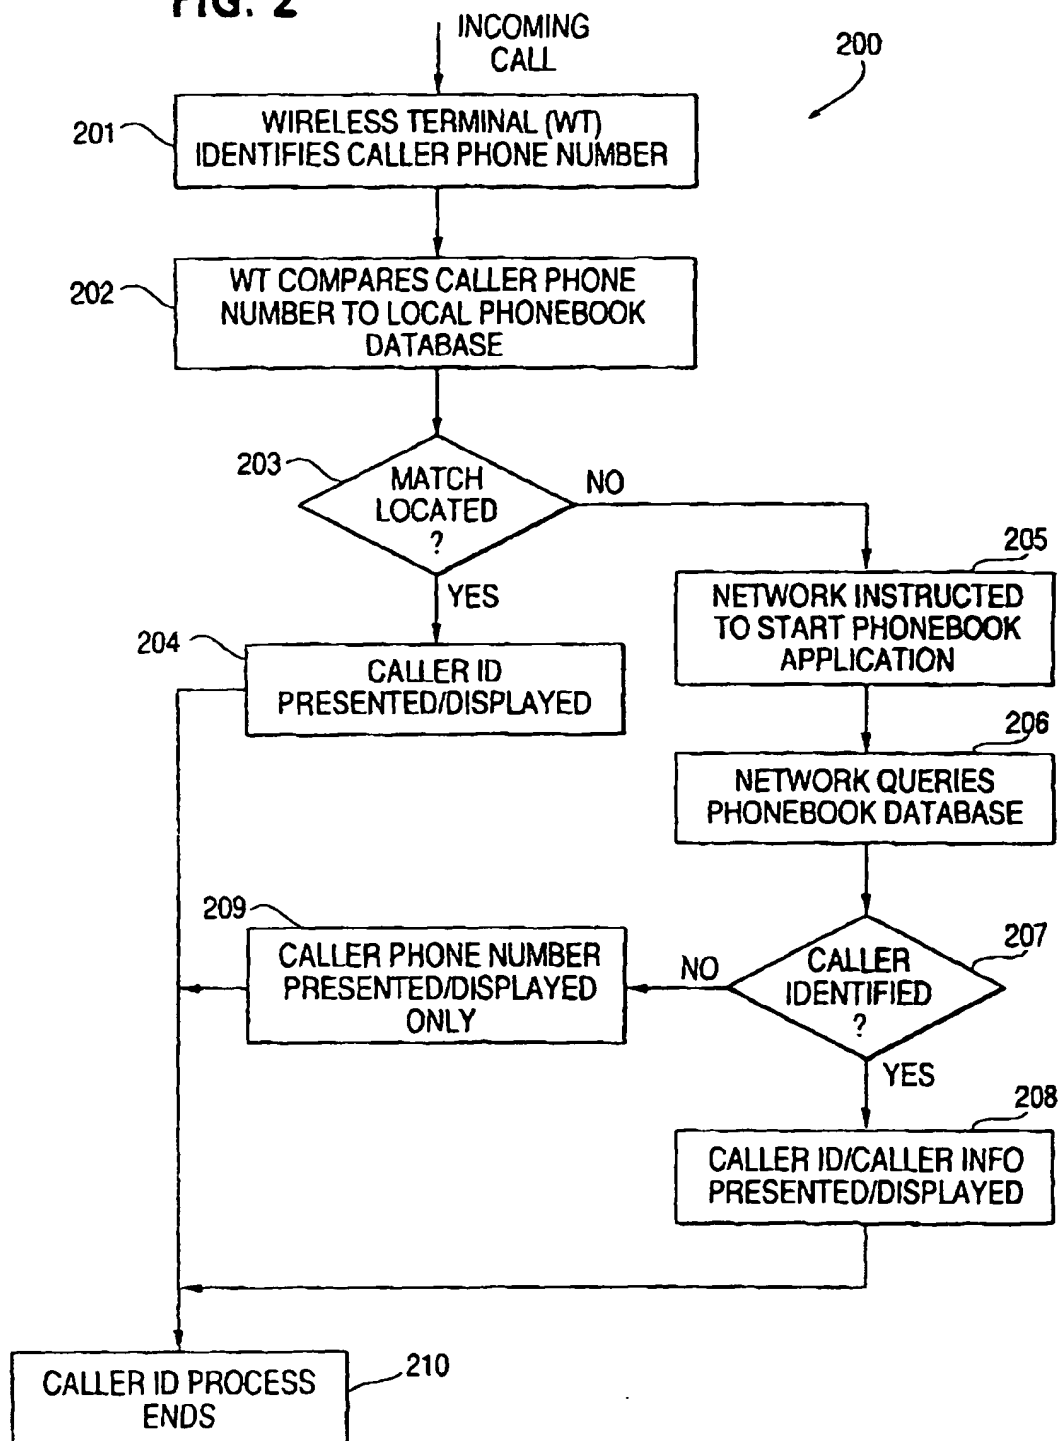 FIG. 2
INCOMING
CALL
200
201
WIRELESS TERMINAL (WT)
IDENTIFIES CALLER PHONE NUMBER
202
WT COMPARES CALLER PHONE
NUMBER TO LOCAL PHONEBOOK
DATABASE
203
MATCH
LOCATED
?
NO
YES
204
CALLER ID
PRESENTED/DISPLAYED
205
NETWORK INSTRUCTED
TO START PHONEBOOK
APPLICATION
206
NETWORK QUERIES
PHONEBOOK DATABASE
207
CALLER
IDENTIFIED
?
NO
YES
209
CALLER PHONE NUMBER
PRESENTED/DISPLAYED
ONLY
208
CALLER ID/CALLER INFO
PRESENTED/DISPLAYED
210
CALLER ID PROCESS
ENDS